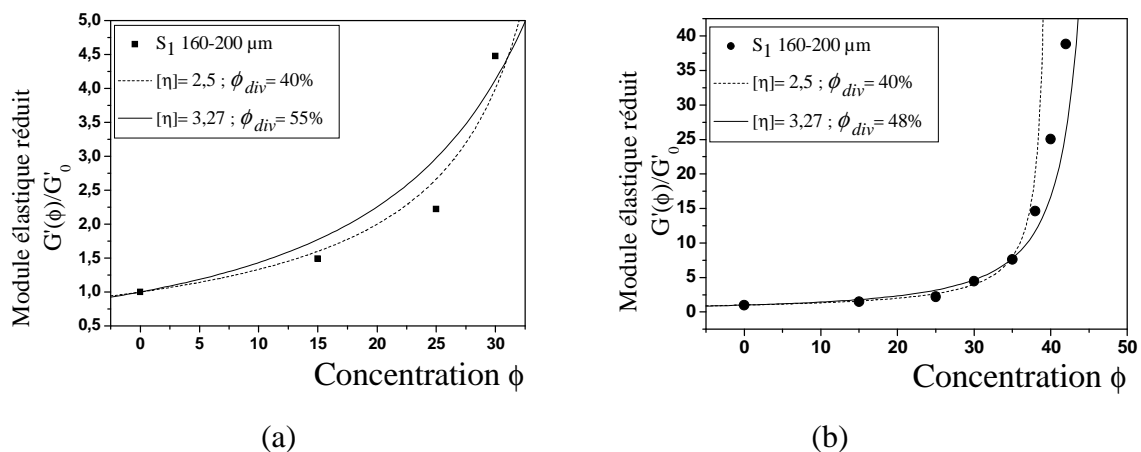 Module élastique réduit
G'(ϕ)/G'0
5,0
4,5
4,0
3,5
3,0
2,5
2,0
1,5
1,0
0,5
S1 160-200 µm
[η]= 2,5 ; ϕdiv= 40%
[η]= 3,27 ; ϕdiv= 55%
0 5 10 15 20 25 30
Concentration ϕ
(a)
Module élastique réduit
G'(ϕ)/G'0
40
35
30
25
20
15
10
5
0
S1 160-200 µm
[η]= 2,5 ; ϕdiv= 40%
[η]= 3,27 ; ϕdiv= 48%
0 10 20 30 40 50
Concentration ϕ
(b)